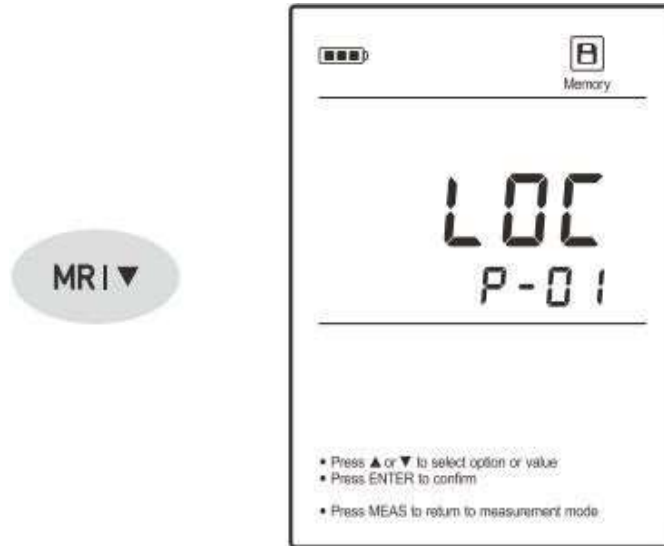 Memory
LOC
MR | ▼
P-01
• Press ▲ or ▼ to select option or value
• Press ENTER to confirm
• Press MEAS to return to measurement mode